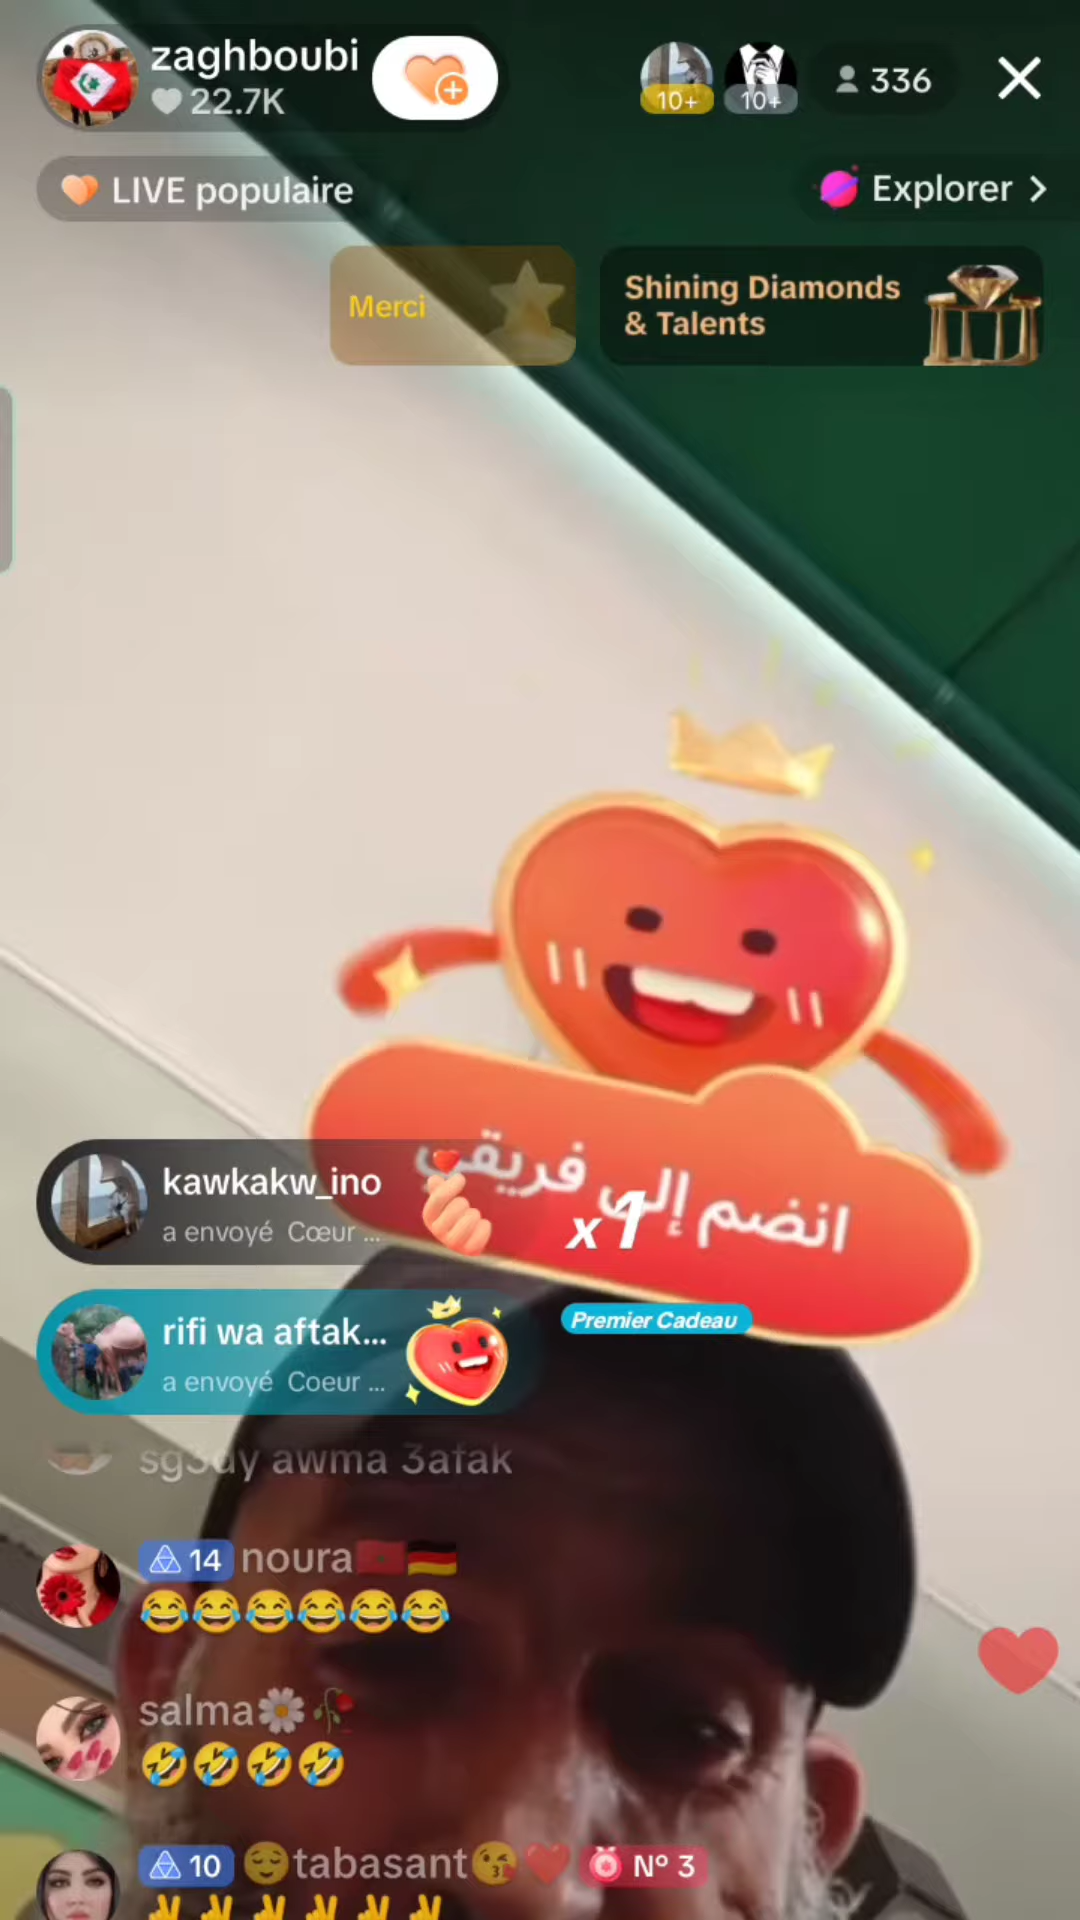 zaghboubi
22.7K
10+
10+
336
LIVE populaire
Explorer
Merci
Shining Diamonds
& Talents
انضم إلى فريقي
kawkakw_ino
a envoyé Cœur ...
x1
Premier Cadeau
rifi wa aftak...
a envoyé Coeur ...
sg3dy awma 3afak
14 noura🇲🇦🇩🇪
😂😂😂😂😂😂
salma🌼🥀
🤣🤣🤣🤣
10 😌tabasant😘❤️ N° 3
✌️✌️✌️✌️✌️✌️